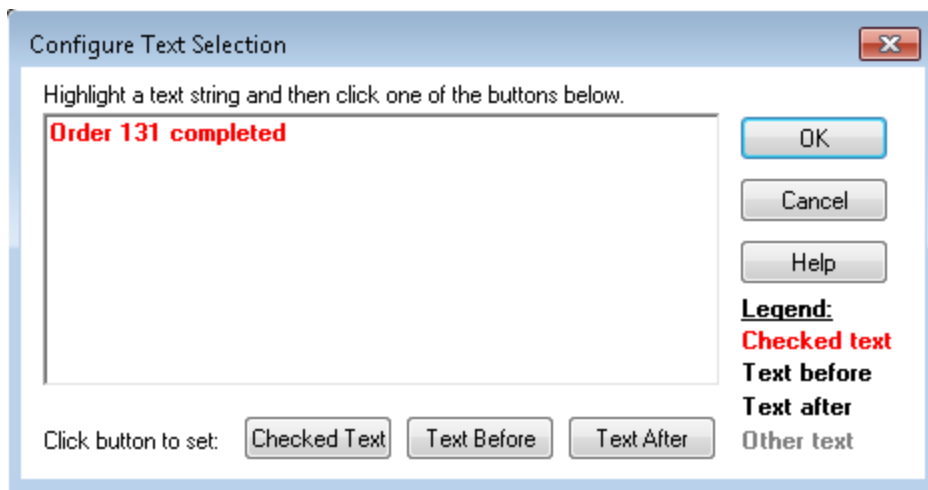 Configure Text Selection
Highlight a text string and then click one of the buttons below.
Order 131 completed
OK
Cancel
Help
Legend:
Checked text
Text before
Text after
Other text
Click button to set: Checked Text Text Before Text After